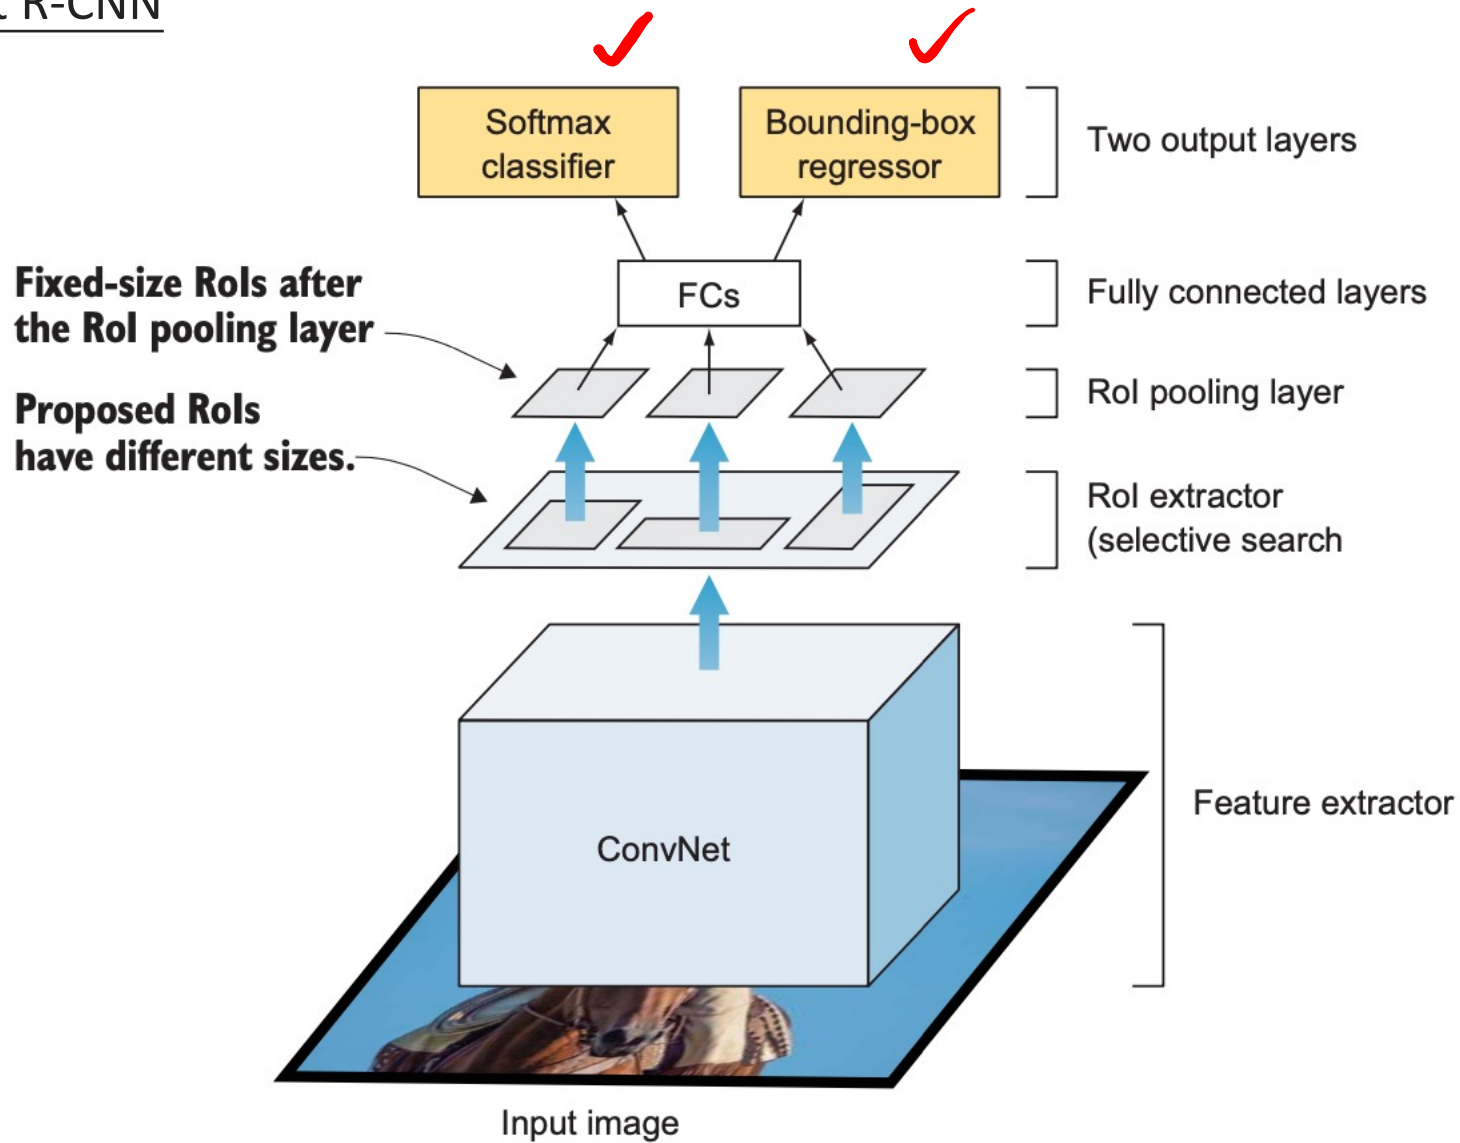 R-CNN
Softmax
classifier
Bounding-box
regressor
Two output layers
Fixed-size RoIs after
the RoI pooling layer
FCs
Fully connected layers
RoI pooling layer
Proposed RoIs
have different sizes.
RoI extractor
(selective search
ConvNet
Feature extractor
Input image